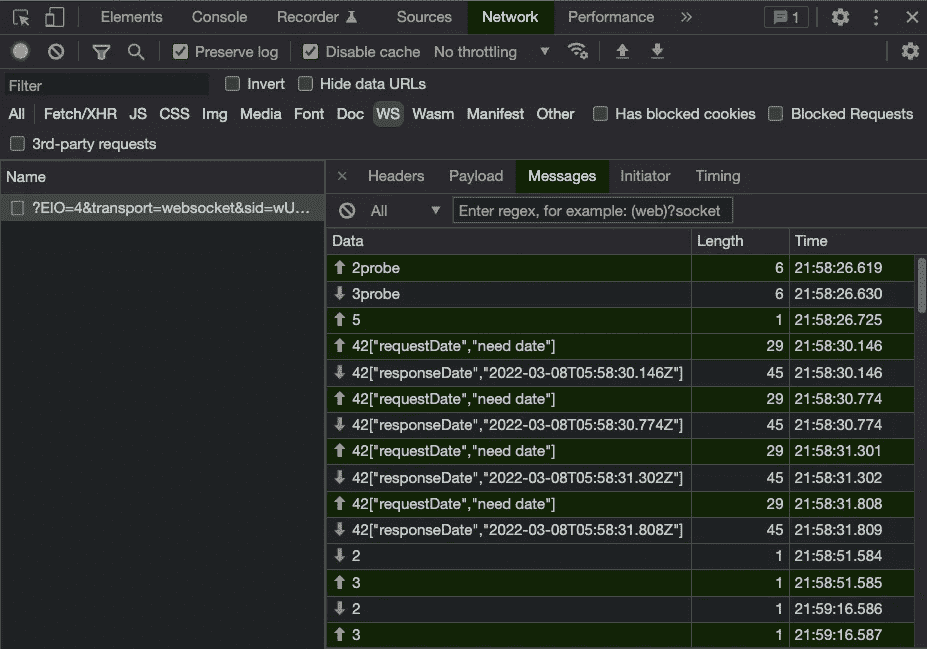 Elements Console Recorder Sources Network Performance » 1
Preserve log Disable cache No throttling
Filter Invert Hide data URLs
All Fetch/XHR JS CSS Img Media Font Doc WS Wasm Manifest Other Has blocked cookies Blocked Requests
3rd-party requests
Name × Headers Payload Messages Initiator Timing
?EIO=4&transport=websocket&sid=wU... All Enter regex, for example: (web)?socket
Data Length Time
2probe 6 21:58:26.619
3probe 6 21:58:26.630
5 1 21:58:26.725
42["requestDate","need date"] 29 21:58:30.146
42["responseDate","2022-03-08T05:58:30.146Z"] 45 21:58:30.146
42["requestDate","need date"] 29 21:58:30.774
42["responseDate","2022-03-08T05:58:30.774Z"] 45 21:58:30.774
42["requestDate","need date"] 29 21:58:31.301
42["responseDate","2022-03-08T05:58:31.302Z"] 45 21:58:31.302
42["requestDate","need date"] 29 21:58:31.808
42["responseDate","2022-03-08T05:58:31.808Z"] 45 21:58:31.809
2 1 21:58:51.584
3 1 21:58:51.585
2 1 21:59:16.586
3 1 21:59:16.587